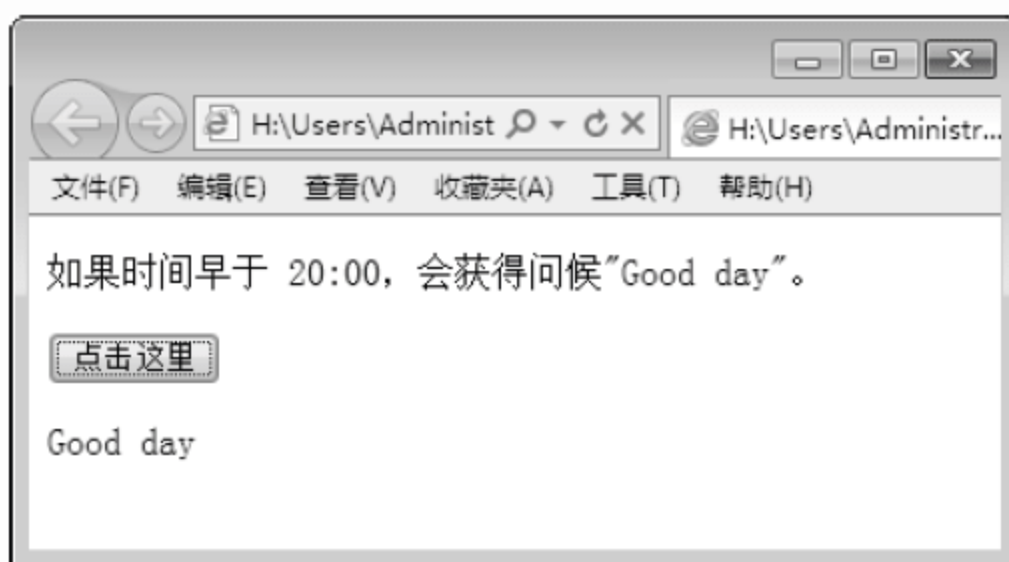 H:\Users\Administ
H:\Users\Administr...
文件(F) 编辑(E) 查看(V) 收藏夹(A) 工具(T) 帮助(H)
如果时间早于 20:00，会获得问候"Good day"。
点击这里
Good day